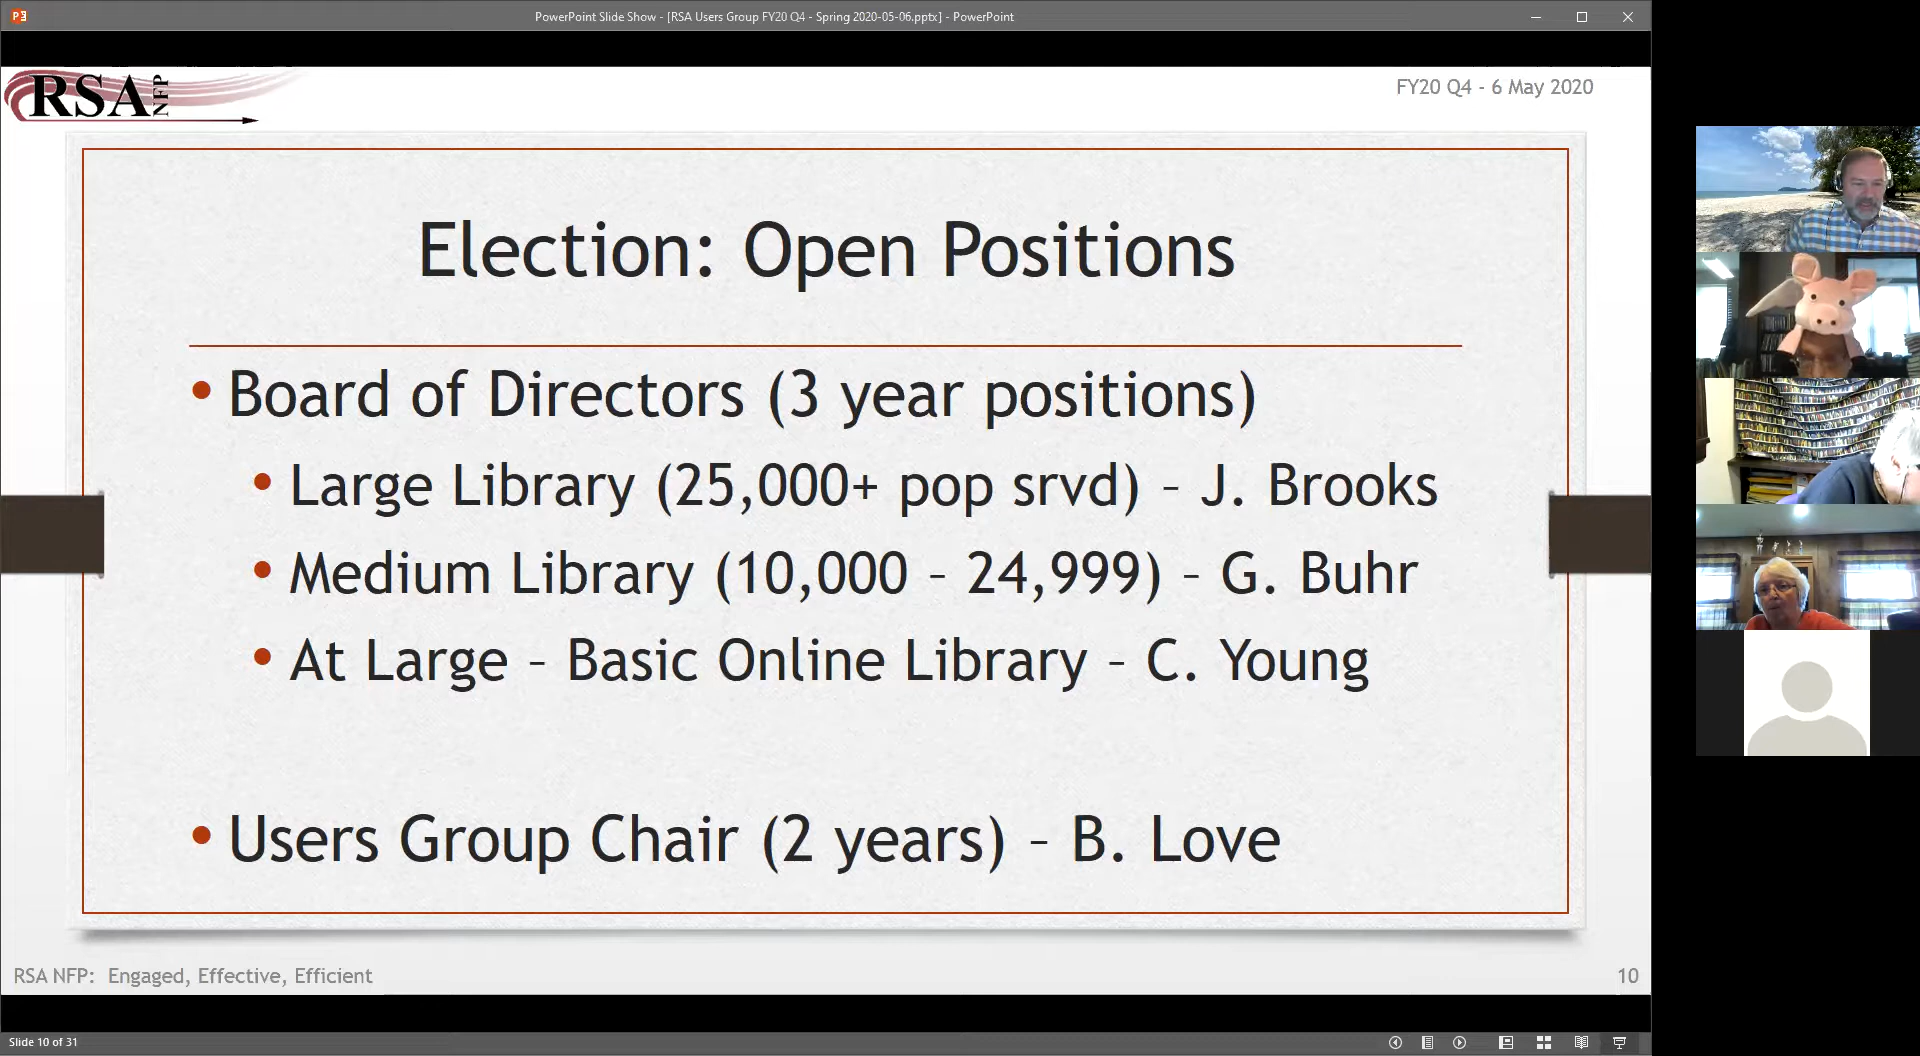 PowerPoint Slide Show - [RSA Users Group FY20 Q4 - Spring 2020-05-06.pptx] - PowerPoint
RSA NFP
FY20 Q4 - 6 May 2020
Election: Open Positions
• Board of Directors (3 year positions)
• Large Library (25,000+ pop srvd) – J. Brooks
• Medium Library (10,000 – 24,999) – G. Buhr
• At Large – Basic Online Library – C. Young
• Users Group Chair (2 years) – B. Love
RSA NFP: Engaged, Effective, Efficient
10
Slide 10 of 31